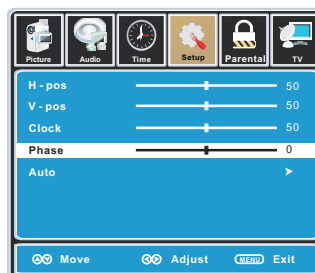 Picture Audio Time Setup Parental TV
H - pos 50
V - pos 50
Clock 50
Phase 0
Auto
Move Adjust MENU Exit